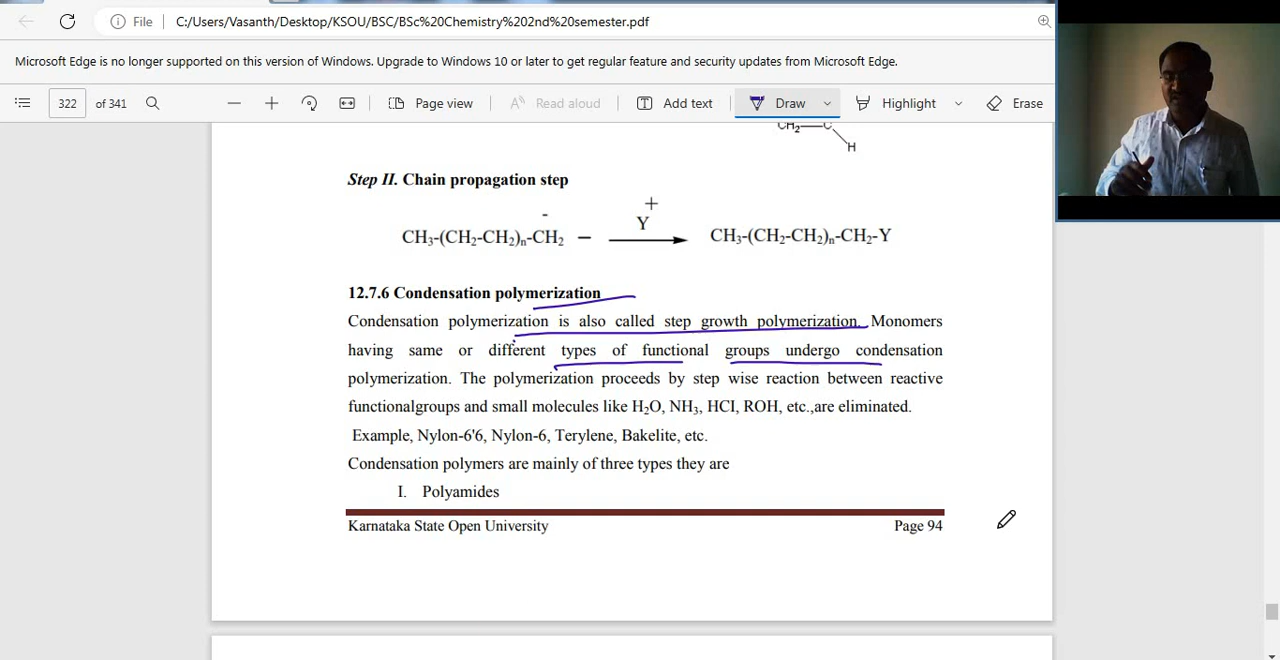 File
C:/Users/Vasanth/Desktop/KSOU/BSC/BSc%20Chemistry%202nd%20semester.pdf
Microsoft Edge is no longer supported on this version of Windows. Upgrade to Windows 10 or later to get regular feature and security updates from Microsoft Edge.
322 of 341 Page view Read aloud Add text Draw Highlight Erase
CH₂—C
H
Step II. Chain propagation step
- + 
CH₃-(CH₂-CH₂)ₙ-CH₂ – Y CH₃-(CH₂-CH₂)ₙ-CH₂-Y
12.7.6 Condensation polymerization
Condensation polymerization is also called step growth polymerization. Monomers
having same or different types of functional groups undergo condensation
polymerization. The polymerization proceeds by step wise reaction between reactive
functionalgroups and small molecules like H₂O, NH₃, HCI, ROH, etc.,are eliminated.
Example, Nylon-6'6, Nylon-6, Terylene, Bakelite, etc.
Condensation polymers are mainly of three types they are
I. Polyamides
Karnataka State Open University Page 94